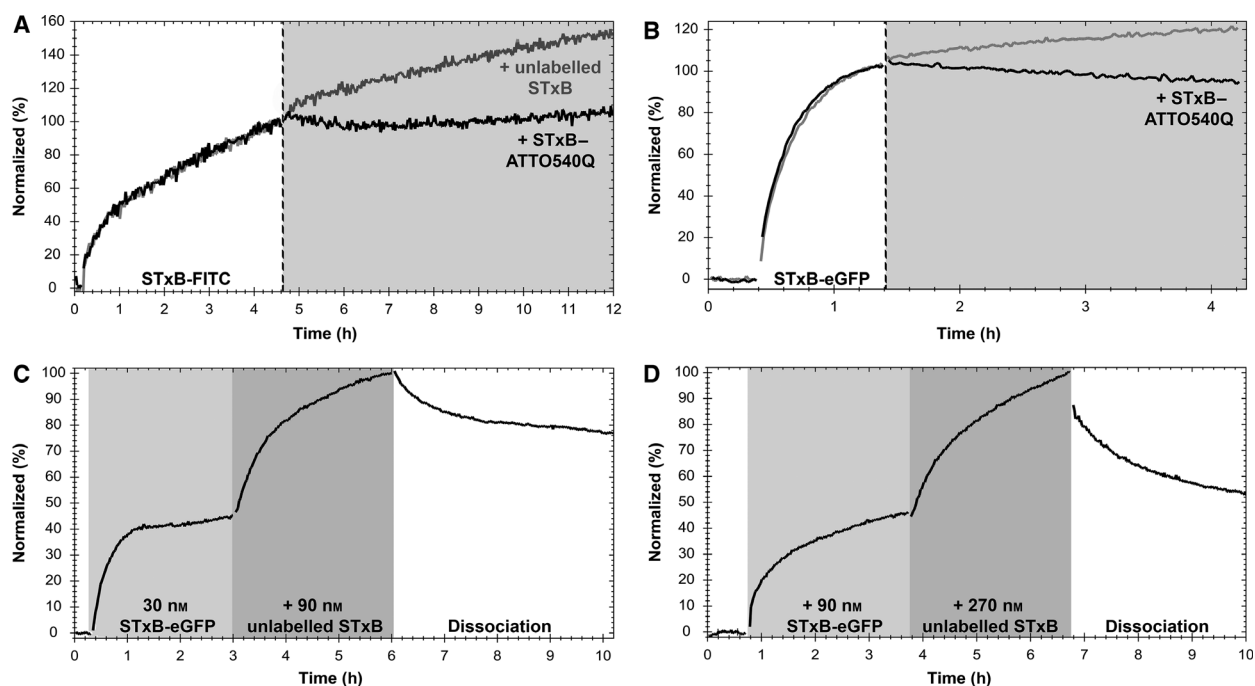 A
Normalized (%)
160
140
120
100
80
60
40
20
0
+ unlabelled
STxB
+ STxB–
ATTO540Q
STxB-FITC
0 1 2 3 4 5 6 7 8 9 10 11 12
Time (h)
B
Normalized (%)
120
100
80
60
40
20
0
+ STxB–
ATTO540Q
STxB-eGFP
0 1 2 3 4
Time (h)
C
Normalized (%)
100
90
80
70
60
50
40
30
20
10
0
30 nM
STxB-eGFP
+ 90 nM
unlabelled STxB
Dissociation
0 1 2 3 4 5 6 7 8 9 10
Time (h)
D
Normalized (%)
100
90
80
70
60
50
40
30
20
10
0
+ 90 nM
STxB-eGFP
+ 270 nM
unlabelled STxB
Dissociation
0 1 2 3 4 5 6 7 8 9 10
Time (h)